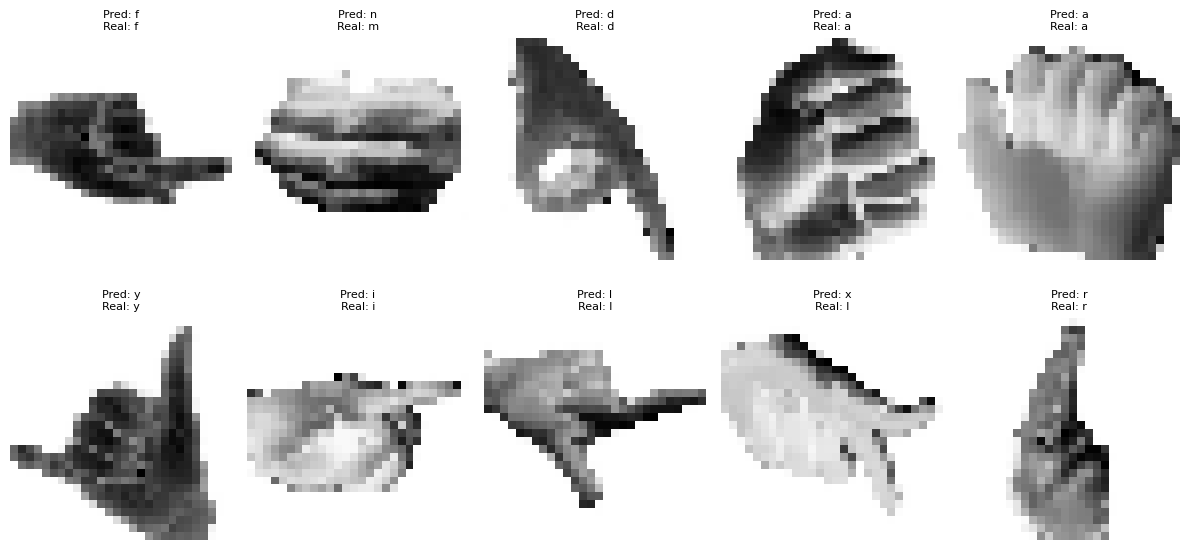 Pred: f
Real: f
Pred: n
Real: m
Pred: d
Real: d
Pred: a
Real: a
Pred: a
Real: a
Pred: y
Real: y
Pred: i
Real: i
Pred: l
Real: l
Pred: x
Real: l
Pred: r
Real: r